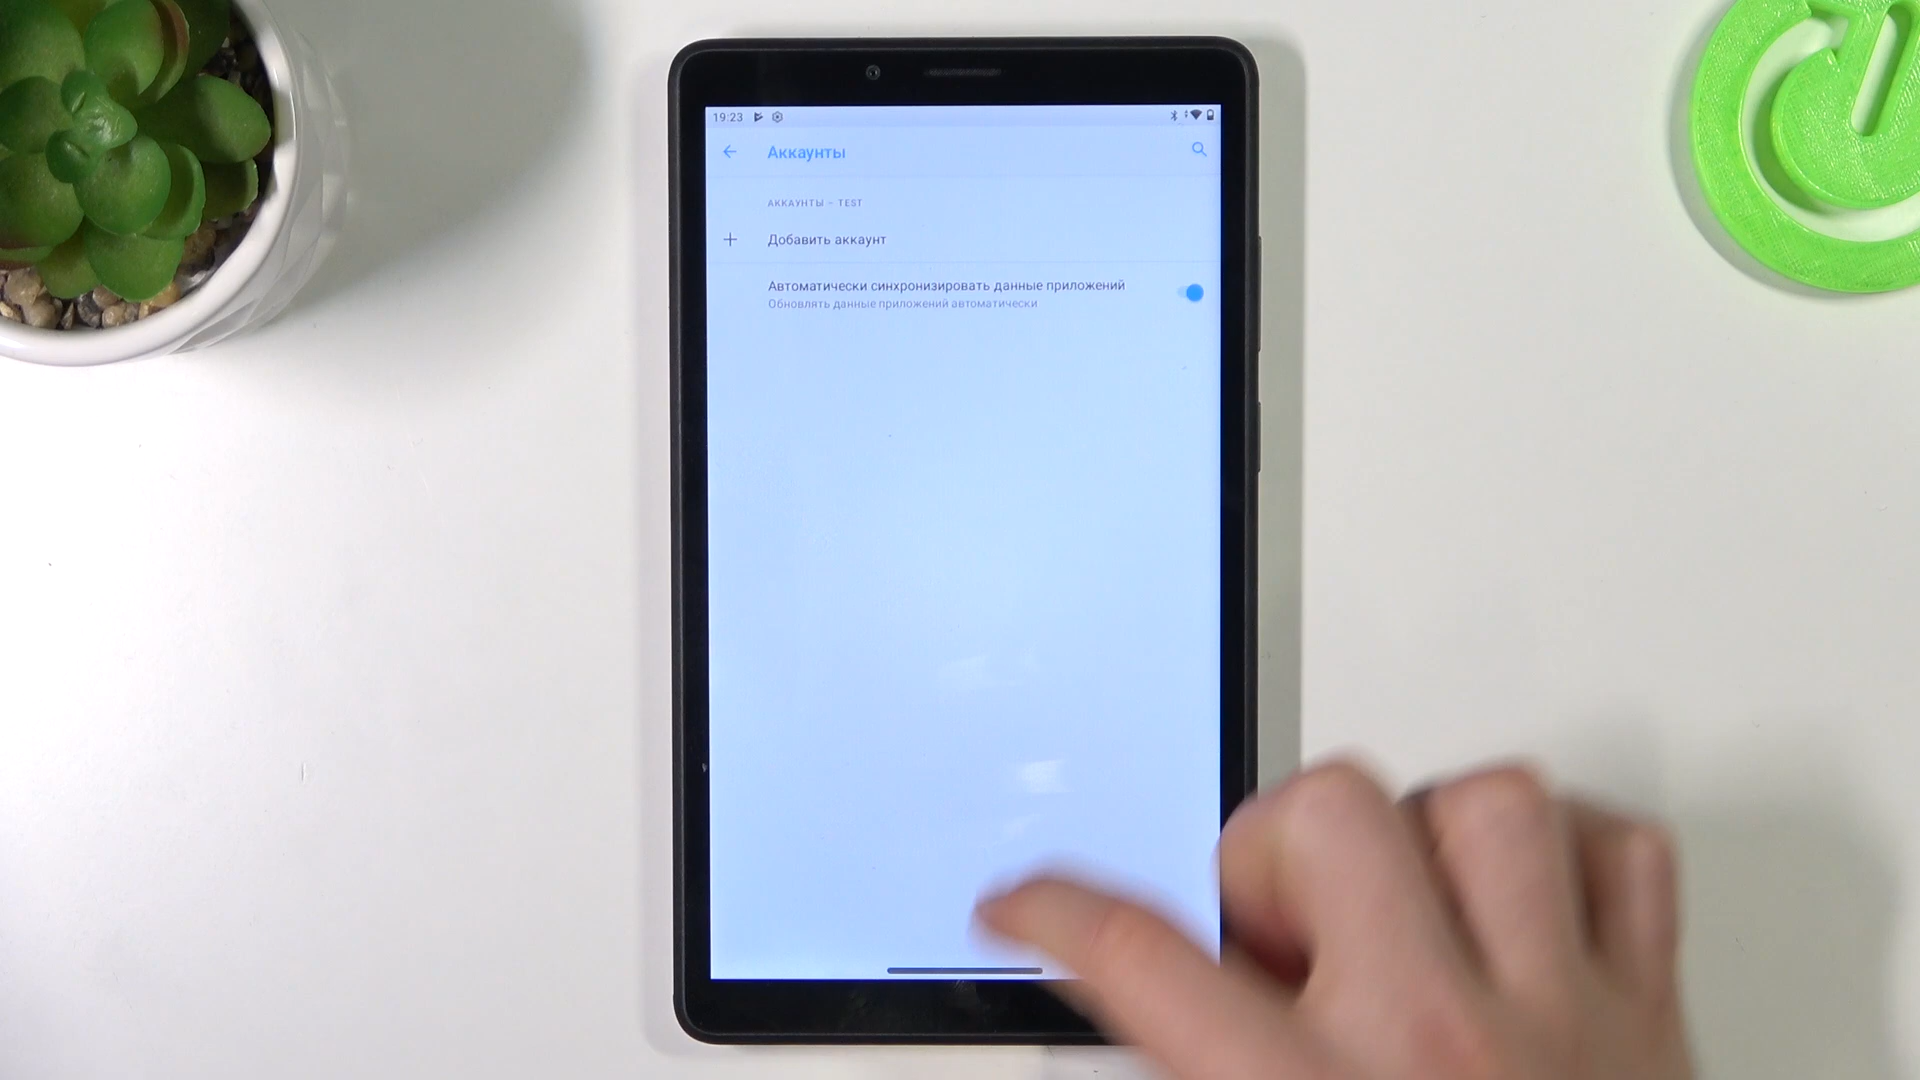 19:23
Аккаунты
АККАУНТЫ – TEST
Добавить аккаунт
Автоматически синхронизировать данные приложений
Обновлять данные приложений автоматически